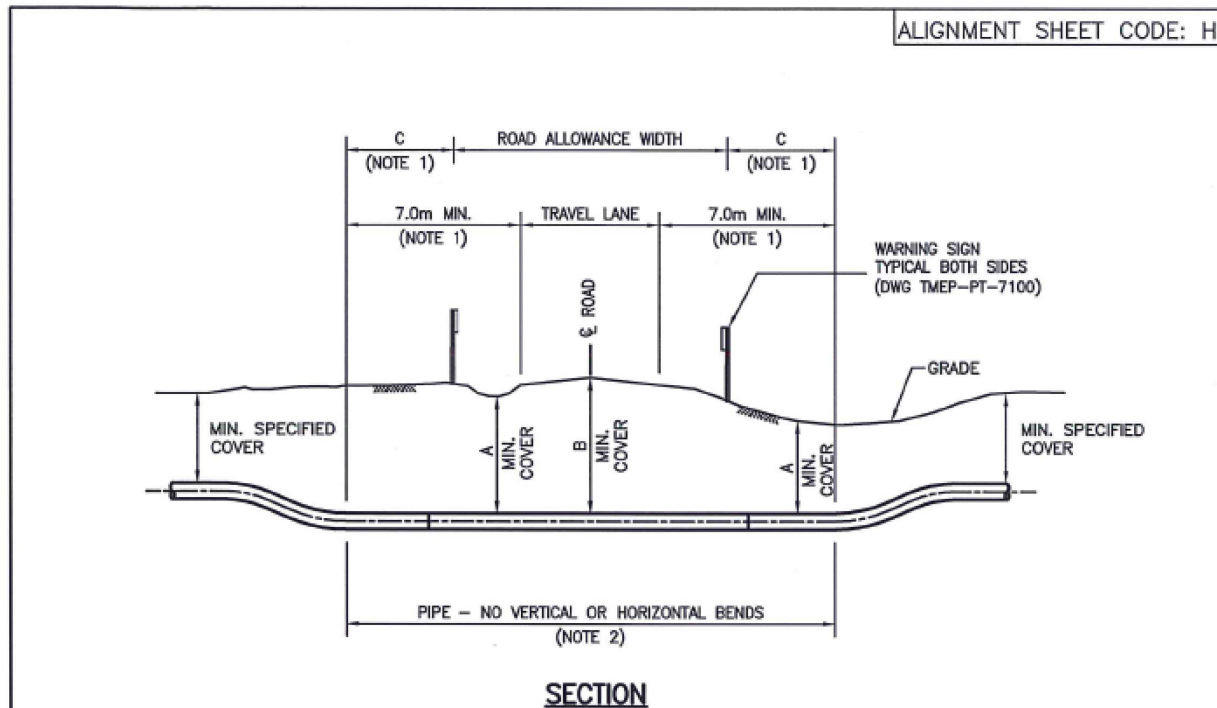 ALIGNMENT SHEET CODE: H
C
ROAD ALLOWANCE WIDTH
C
(NOTE 1)
(NOTE 1)
7.0m MIN.
TRAVEL LANE
7.0m MIN.
(NOTE 1)
(NOTE 1)
WARNING SIGN
TYPICAL BOTH SIDES
(DWG TMEP-PT-7100)
℄ ROAD
GRADE
MIN. SPECIFIED
COVER
A
MIN.
COVER
B
MIN.
COVER
A
MIN.
COVER
MIN. SPECIFIED
COVER
PIPE – NO VERTICAL OR HORIZONTAL BENDS
(NOTE 2)
SECTION